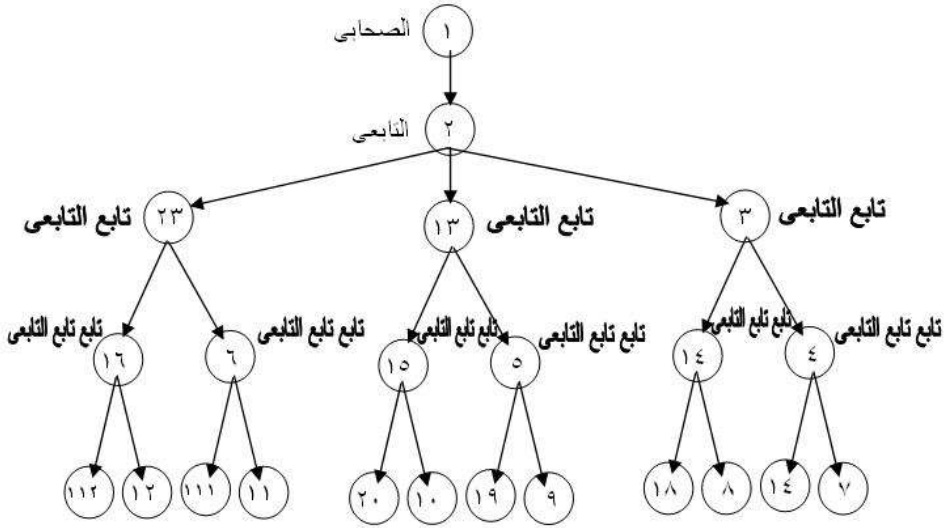 الصحابى ١
التابعى ٢
تابع التابعى ٣ تابع التابعى ١٣ تابع التابعى ٢٣
تابع تابع التابعى ٤ تابع تابع التابعى ١٤ تابع تابع التابعى ٥ تابع تابع التابعى ١٥ تابع تابع التابعى ٦ تابع تابع التابعى ١٦
٧ ١٤ ٨ ١٨ ٩ ١٩ ١٠ ٢٠ ١١ ١١١ ١٢ ١١٢